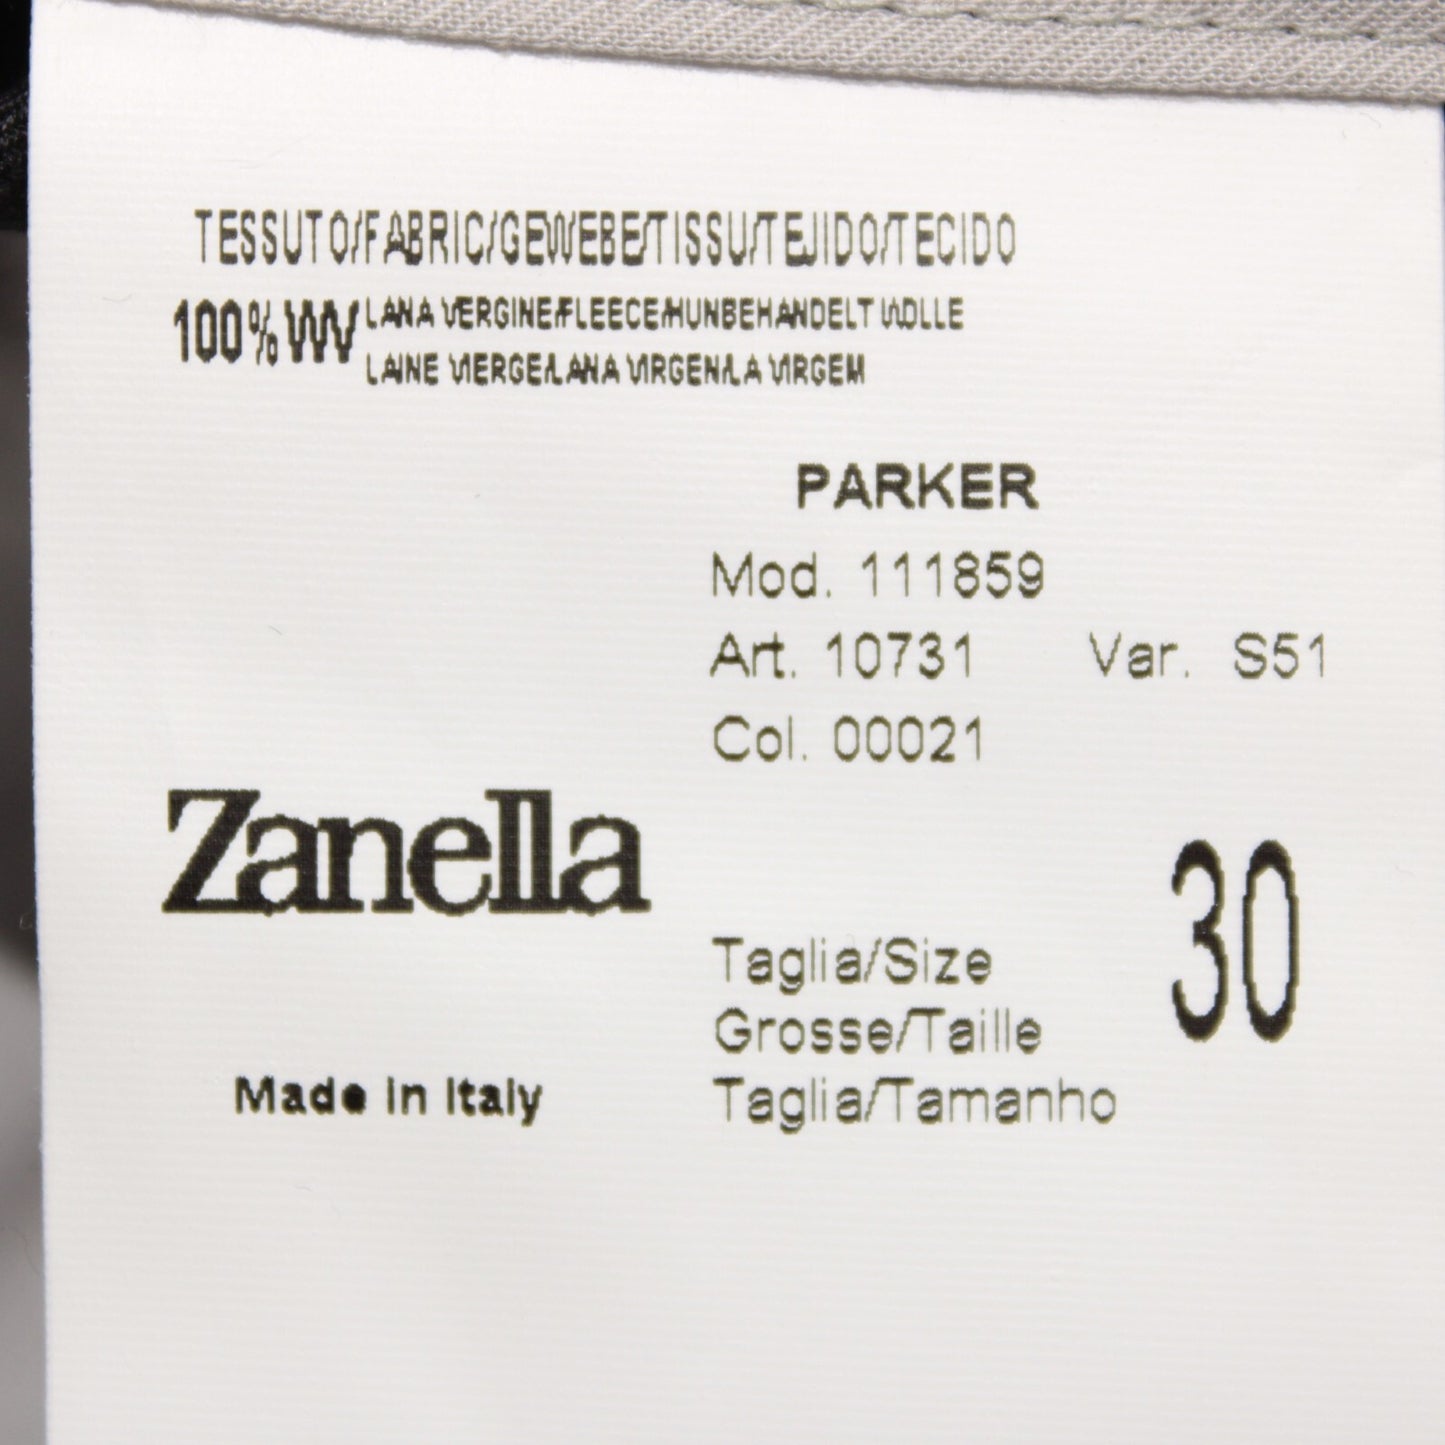 TESSUTO/FABRIC/GEWEBE/TISSU/TEJIDO/TECIDO
100% WV LANA VERGINE/FLEECE/HUNBEHANDELT WOLLE
LAINE VIERGE/LANA VIRGEN/LA VIRGEM
PARKER
Mod. 111859
Art. 10731 Var. S51
Col. 00021
Zanella
30
Taglia/Size
Grosse/Taille
Taglia/Tamanho
Made in Italy